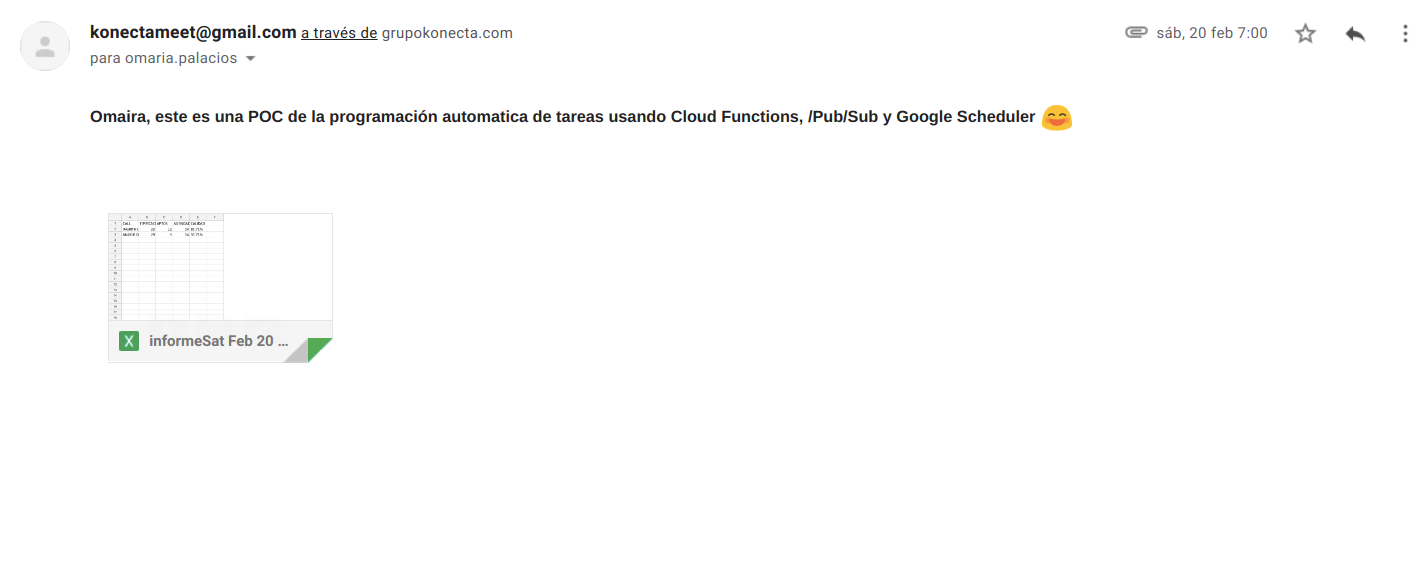 konectameet@gmail.com a través de grupokonecta.com
sáb, 20 feb 7:00
para omaria.palacios
Omaira, este es una POC de la programación automatica de tareas usando Cloud Functions, /Pub/Sub y Google Scheduler
X informeSat Feb 20 ...